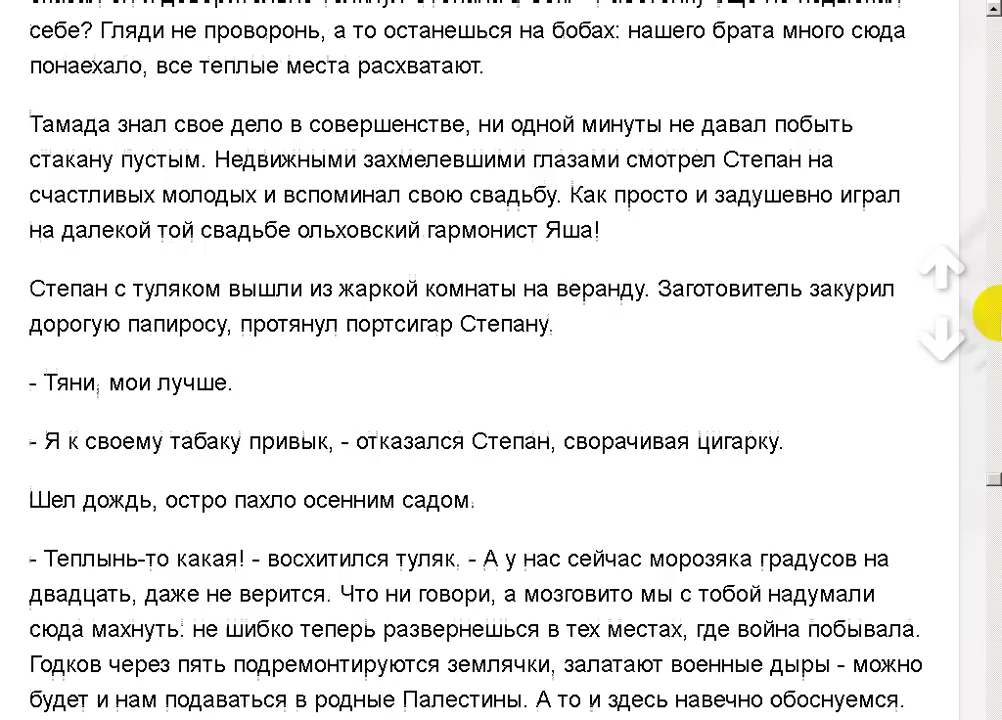 себе? Гляди не проворонь, а то останешься на бобах: нашего брата много сюда
понаехало, все теплые места расхватают.
Тамада знал свое дело в совершенстве, ни одной минуты не давал побыть
стакану пустым. Недвижными захмелевшими глазами смотрел Степан на
счастливых молодых и вспоминал свою свадьбу. Как просто и задушевно играл
на далекой той свадьбе ольховский гармонист Яша!
Степан с туляком вышли из жаркой комнаты на веранду. Заготовитель закурил
дорогую папиросу, протянул портсигар Степану.
- Тяни, мои лучше.
- Я к своему табаку привык, - отказался Степан, сворачивая цигарку.
Шел дождь, остро пахло осенним садом.
- Теплынь-то какая! - восхитился туляк. - А у нас сейчас морозяка градусов на
двадцать, даже не верится. Что ни говори, а мозговито мы с тобой надумали
сюда махнуть: не шибко теперь развернешься в тех местах, где война побывала.
Годков через пять подремонтируются землячки, залатают военные дыры - можно
будет и нам подаваться в родные Палестины. А то и здесь навечно обоснуемся.